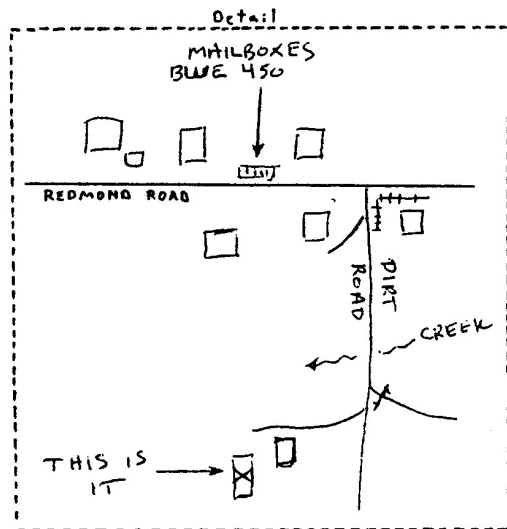 Detail
MAILBOXES
BLUE 450
REDMOND ROAD
DIRT
ROAD
CREEK
THIS IS
IT